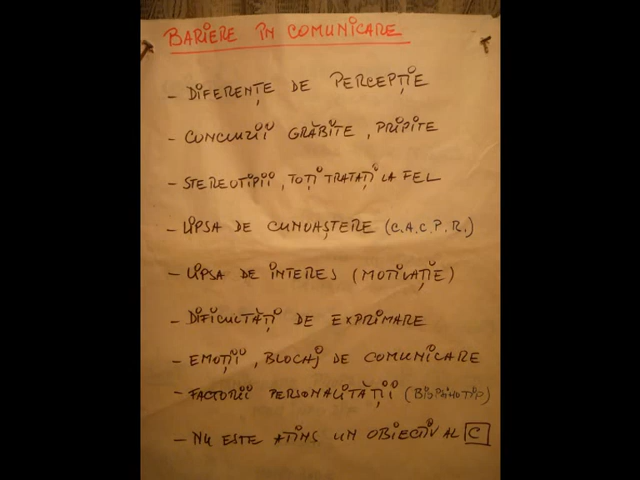 BARIERE ÎN COMUNICARE
- DIFERENȚE DE PERCEPȚIE
- CONCLUZII GRĂBITE, PRIPITE
- STEREOTIPII, TOȚI TRATAȚI LA FEL
- LIPSA DE CUNOAȘTERE (C.A.C.P.R.)
- LIPSA DE INTERES (MOTIVAȚIE)
- DIFICULTĂȚI DE EXPRIMARE
- EMOȚII, BLOCAJ DE COMUNICARE
- FACTORII PERSONALITĂȚII (BIOPSIHOTIP)
- NU ESTE ATINS UN OBIECTIV AL C